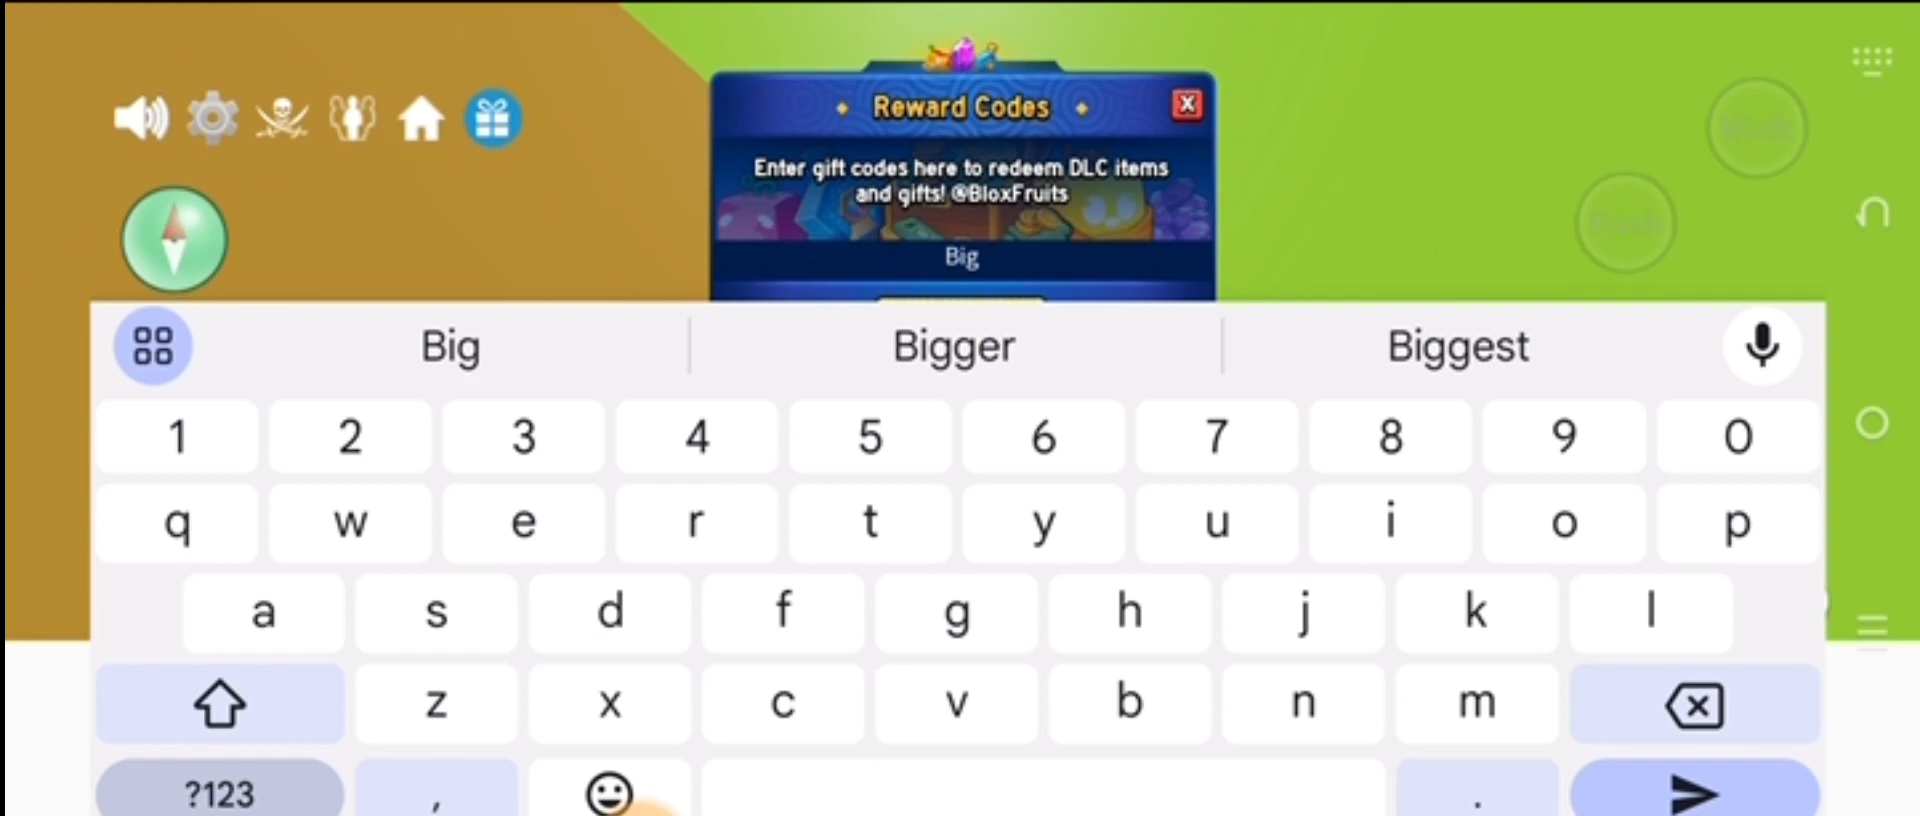 Reward Codes
X
Enter gift codes here to redeem DLC items
and gifts! @BloxFruits
Big
Big Bigger Biggest
1 2 3 4 5 6 7 8 9 0
q w e r t y u i o p
a s d f g h j k l
z x c v b n m
?123 , .